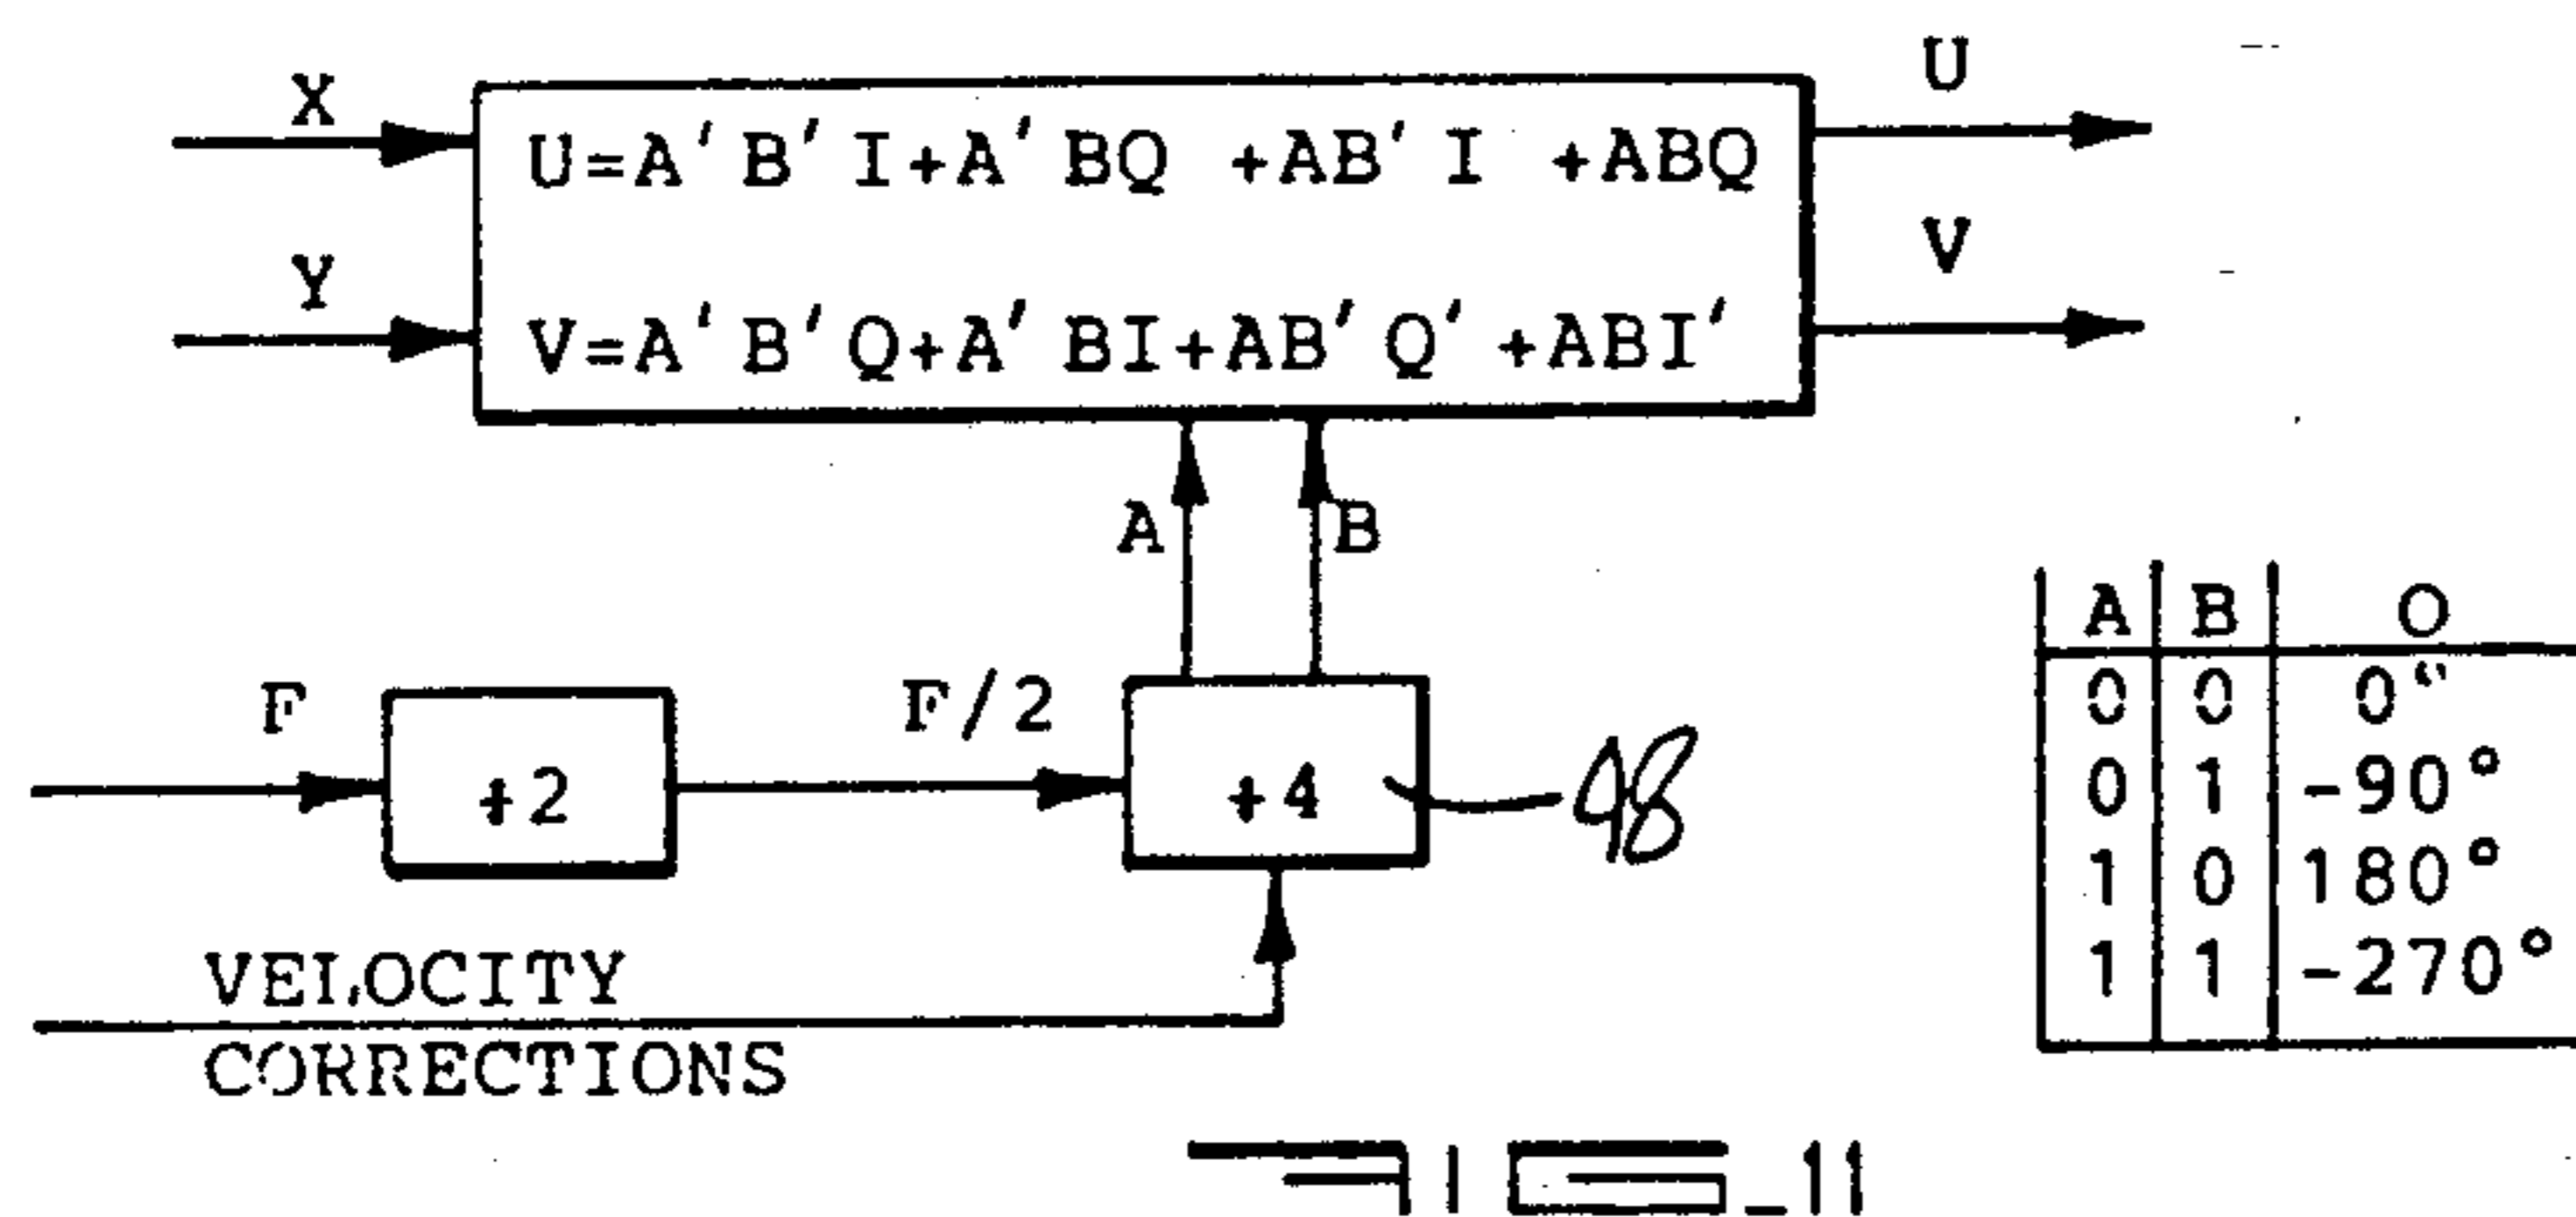 X
U=A'B'I+A'BQ +AB'I +ABQ
U
Y
V=A'B'Q+A'BI+AB'Q'+ABI'
V
A
B
F
÷2
F/2
÷4
48
VELOCITY
CORRECTIONS
A B O
0 0 0°
0 1 -90°
1 0 180°
1 1 -270°
FIG_11